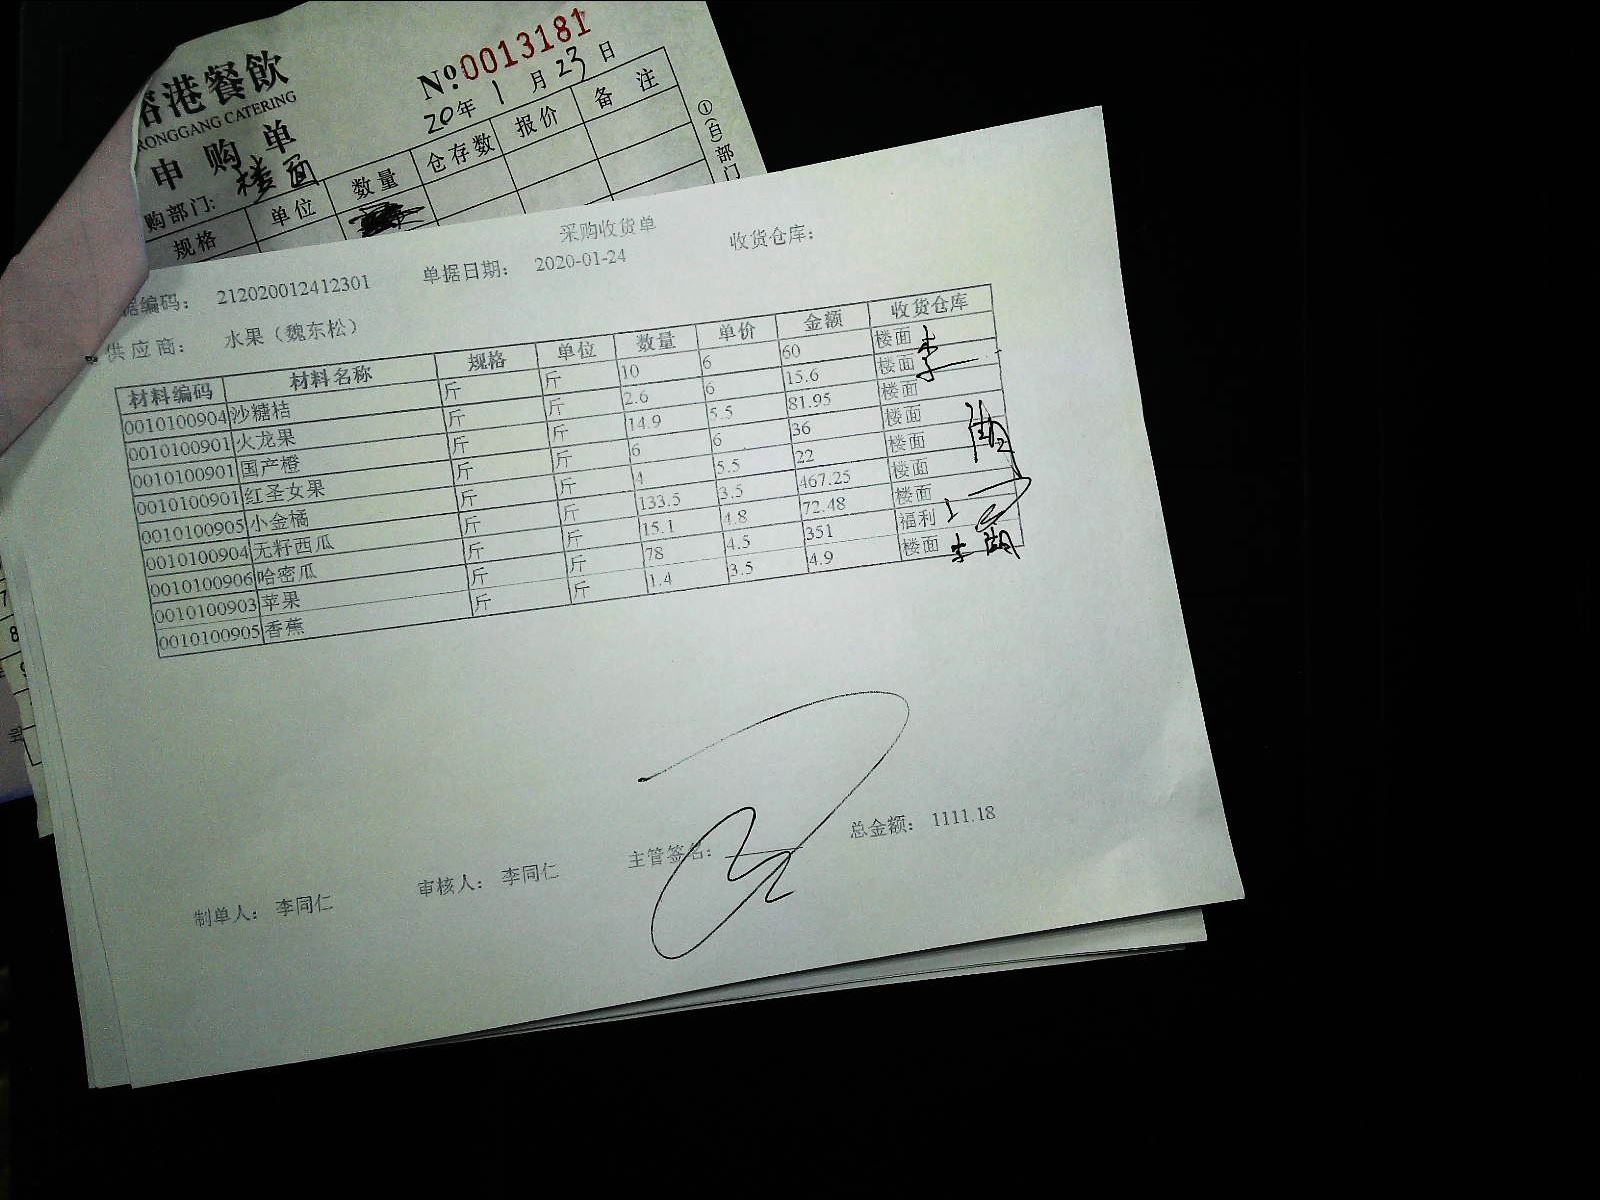 港餐飲
RONGGANG CATERING
申购单
№0013181
20年1月23日
购部门: 楼面
规格 单位 数量 仓存数 报价 备注
①(白)部门
采购收货单
据编码: 212020012412301 单据日期: 2020-01-24 收货仓库:
供应商: 水果（魏东松）
材料编码 材料名称 规格 单位 数量 单价 金额 收货仓库
0010100904 沙糖桔 斤 斤 10 6 60 楼面
0010100901 火龙果 斤 斤 2.6 6 15.6 楼面
0010100901 国产橙 斤 斤 14.9 5.5 81.95 楼面
0010100901 红圣女果 斤 斤 6 6 36 楼面
0010100905 小金橘 斤 斤 4 5.5 22 楼面
0010100904 无籽西瓜 斤 斤 133.5 3.5 467.25 楼面
0010100906 哈密瓜 斤 斤 15.1 4.8 72.48 楼面
0010100903 苹果 斤 斤 78 4.5 351 福利
0010100905 香蕉 斤 斤 1.4 3.5 4.9 楼面
制单人: 李同仁 审核人: 李同仁 主管签名: 总金额: 1111.18